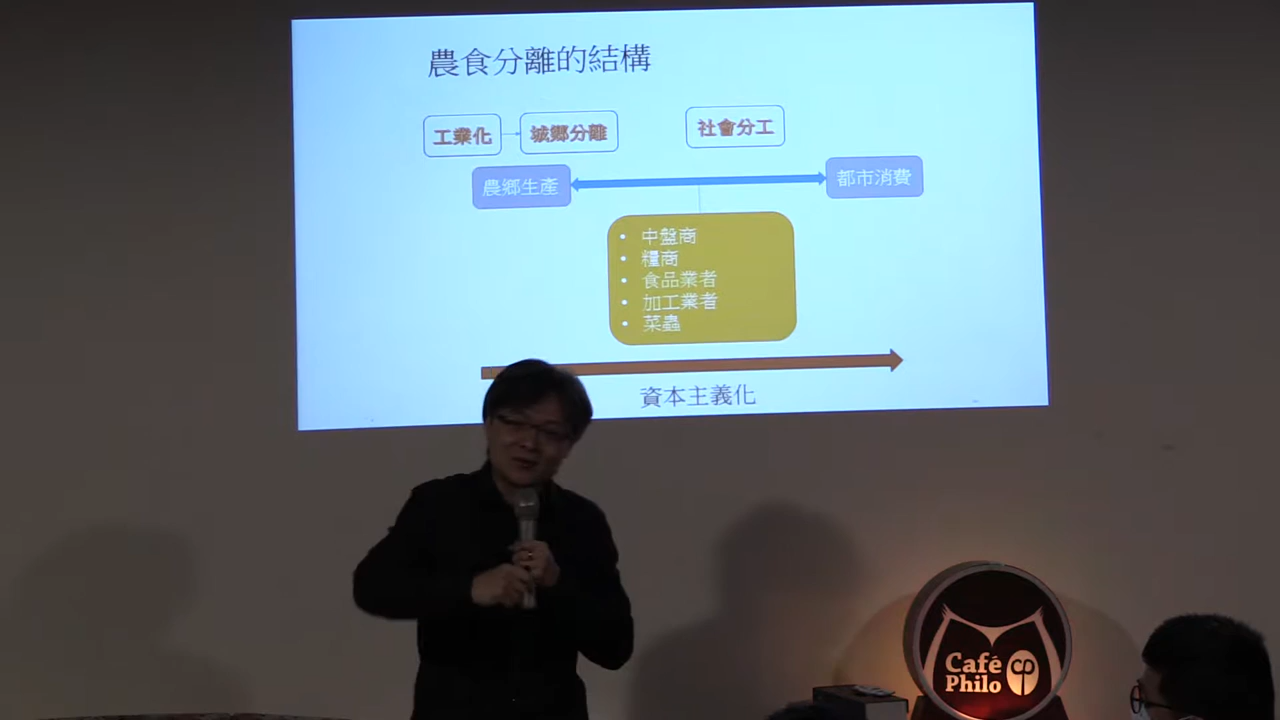 農食分離的結構
工業化
城鄉分離
社會分工
農鄉生產
都市消費
• 中盤商
• 糧商
• 食品業者
• 加工業者
• 菜蟲
資本主義化
Café
Philo
cp